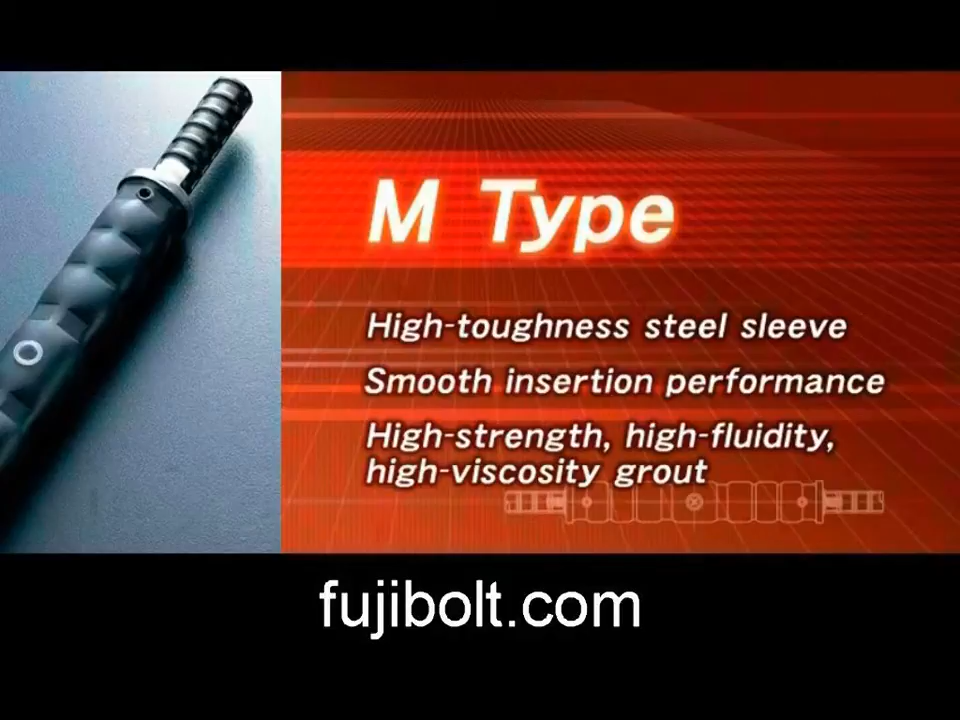 M Type
High-toughness steel sleeve
Smooth insertion performance
High-strength, high-fluidity,
high-viscosity grout
fujibolt.com